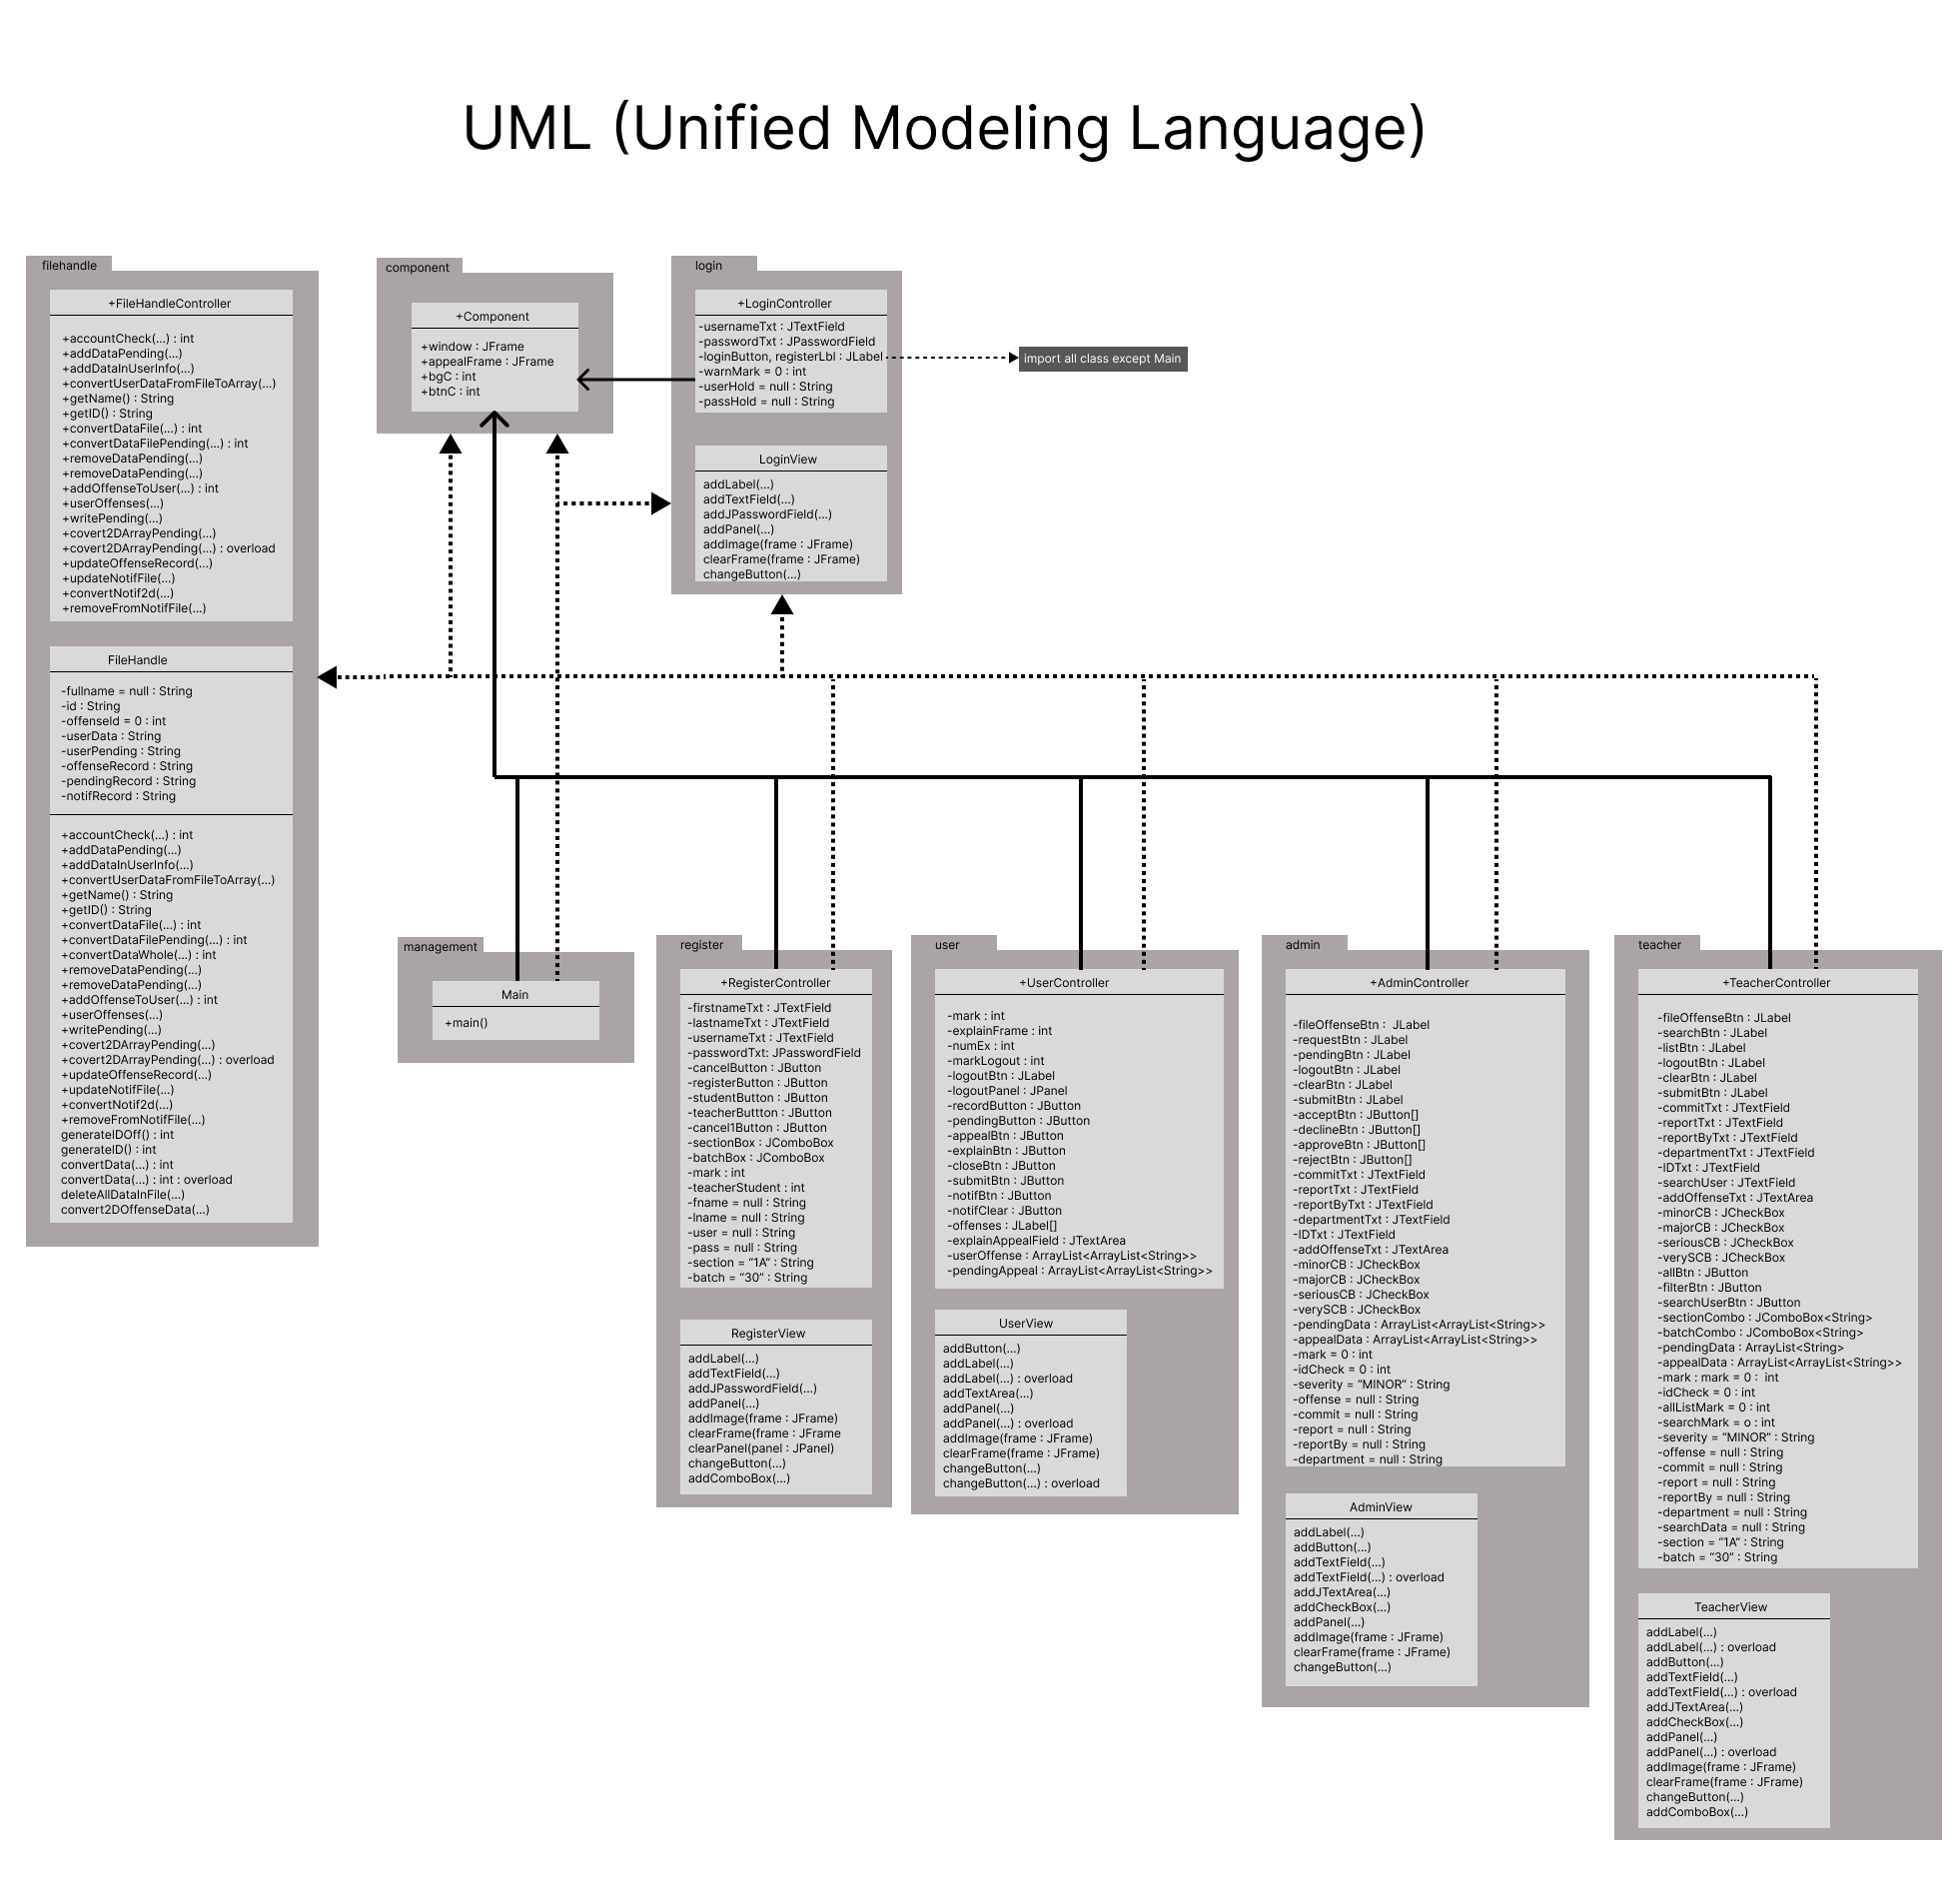 UML (Unified Modeling Language)
filehandle
+FileHandleController
+accountCheck(...) : int
+addDataPending(...)
+addDataInUserInfo(...)
+convertUserDataFromFileToArray(...)
+getName() : String
+getID() : String
+convertDataFile(...) : int
+convertDataFilePending(...) : int
+removeDataPending(...)
+removeDataPending(...)
+addOffenseToUser(...) : int
+userOffenses(...)
+writePending(...)
+covert2DArrayPending(...)
+covert2DArrayPending(...) : overload
+updateOffenseRecord(...)
+updateNotifFile(...)
+convertNotif2d(...)
+removeFromNotifFile(...)
FileHandle
-fullname = null : String
-id : String
-offenseId = 0 : int
-userData : String
-userPending : String
-offenseRecord : String
-pendingRecord : String
-notifRecord : String
+accountCheck(...) : int
+addDataPending(...)
+addDataInUserInfo(...)
+convertUserDataFromFileToArray(...)
+getName() : String
+getID() : String
+convertDataFile(...) : int
+convertDataFilePending(...) : int
+convertDataWhole(...) : int
+removeDataPending(...)
+removeDataPending(...)
+addOffenseToUser(...) : int
+userOffenses(...)
+writePending(...)
+covert2DArrayPending(...)
+covert2DArrayPending(...) : overload
+updateOffenseRecord(...)
+updateNotifFile(...)
+convertNotif2d(...)
+removeFromNotifFile(...)
generateIDOff() : int
generateID() : int
convertData(...) : int
convertData(...) : int : overload
deleteAllDataInFile(...)
convert2DOffenseData(...)
component
+Component
+window : JFrame
+appealFrame : JFrame
+bgC : int
+btnC : int
login
+LoginController
-usernameTxt : JTextField
-passwordTxt : JPasswordField
-loginButton, registerLbl : JLabel
-warnMark = 0 : int
-userHold = null : String
-passHold = null : String
import all class except Main
LoginView
addLabel(...)
addTextField(...)
addJPasswordField(...)
addPanel(...)
addImage(frame : JFrame)
clearFrame(frame : JFrame)
changeButton(...)
management
Main
+main()
register
+RegisterController
-firstnameTxt : JTextField
-lastnameTxt : JTextField
-usernameTxt : JTextField
-passwordTxt: JPasswordField
-cancelButton : JButton
-registerButton : JButton
-studentButton : JButton
-teacherButtton : JButton
-cancel1Button : JButton
-sectionBox : JComboBox
-batchBox : JComboBox
-mark : int
-teacherStudent : int
-fname = null : String
-lname = null : String
-user = null : String
-pass = null : String
-section = “1A” : String
-batch = “30” : String
RegisterView
addLabel(...)
addTextField(...)
addJPasswordField(...)
addPanel(...)
addImage(frame : JFrame)
clearFrame(frame : JFrame
clearPanel(panel : JPanel)
changeButton(...)
addComboBox(...)
user
+UserController
-mark : int
-explainFrame : int
-numEx : int
-markLogout : int
-logoutBtn : JLabel
-logoutPanel : JPanel
-recordButton : JButton
-pendingButton : JButton
-appealBtn : JButton
-explainBtn : JButton
-closeBtn : JButton
-submitBtn : JButton
-notifBtn : JButton
-notifClear : JButton
-offenses : JLabel[]
-explainAppealField : JTextArea
-userOffense : ArrayList<ArrayList<String>>
-pendingAppeal : ArrayList<ArrayList<String>>
UserView
addButton(...)
addLabel(...)
addLabel(...) : overload
addTextArea(...)
addPanel(...)
addPanel(...) : overload
addImage(frame : JFrame)
clearFrame(frame : JFrame)
changeButton(...)
changeButton(...) : overload
admin
+AdminController
-fileOffenseBtn : JLabel
-requestBtn : JLabel
-pendingBtn : JLabel
-logoutBtn : JLabel
-clearBtn : JLabel
-submitBtn : JLabel
-acceptBtn : JButton[]
-declineBtn : JButton[]
-approveBtn : JButton[]
-rejectBtn : JButton[]
-commitTxt : JTextField
-reportTxt : JTextField
-reportByTxt : JTextField
-departmentTxt : JTextField
-IDTxt : JTextField
-addOffenseTxt : JTextArea
-minorCB : JCheckBox
-majorCB : JCheckBox
-seriousCB : JCheckBox
-verySCB : JCheckBox
-pendingData : ArrayList<ArrayList<String>>
-appealData : ArrayList<ArrayList<String>>
-mark = 0 : int
-idCheck = 0 : int
-severity = “MINOR” : String
-offense = null : String
-commit = null : String
-report = null : String
-reportBy = null : String
-department = null : String
AdminView
addLabel(...)
addButton(...)
addTextField(...)
addTextField(...) : overload
addJTextArea(...)
addCheckBox(...)
addPanel(...)
addImage(frame : JFrame)
clearFrame(frame : JFrame)
changeButton(...)
teacher
+TeacherController
-fileOffenseBtn : JLabel
-searchBtn : JLabel
-listBtn : JLabel
-logoutBtn : JLabel
-clearBtn : JLabel
-submitBtn : JLabel
-commitTxt : JTextField
-reportTxt : JTextField
-reportByTxt : JTextField
-departmentTxt : JTextField
-IDTxt : JTextField
-searchUser : JTextField
-addOffenseTxt : JTextArea
-minorCB : JCheckBox
-majorCB : JCheckBox
-seriousCB : JCheckBox
-verySCB : JCheckBox
-allBtn : JButton
-filterBtn : JButton
-searchUserBtn : JButton
-sectionCombo : JComboBox<String>
-batchCombo : JComboBox<String>
-pendingData : ArrayList<String>
-appealData : ArrayList<ArrayList<String>>
-mark : mark = 0 : int
-idCheck = 0 : int
-allListMark = 0 : int
-searchMark = o : int
-severity = “MINOR” : String
-offense = null : String
-commit = null : String
-report = null : String
-reportBy = null : String
-department = null : String
-searchData = null : String
-section = “1A” : String
-batch = “30” : String
TeacherView
addLabel(...)
addLabel(...) : overload
addButton(...)
addTextField(...)
addTextField(...) : overload
addJTextArea(...)
addCheckBox(...)
addPanel(...)
addPanel(...) : overload
addImage(frame : JFrame)
clearFrame(frame : JFrame)
changeButton(...)
addComboBox(...)